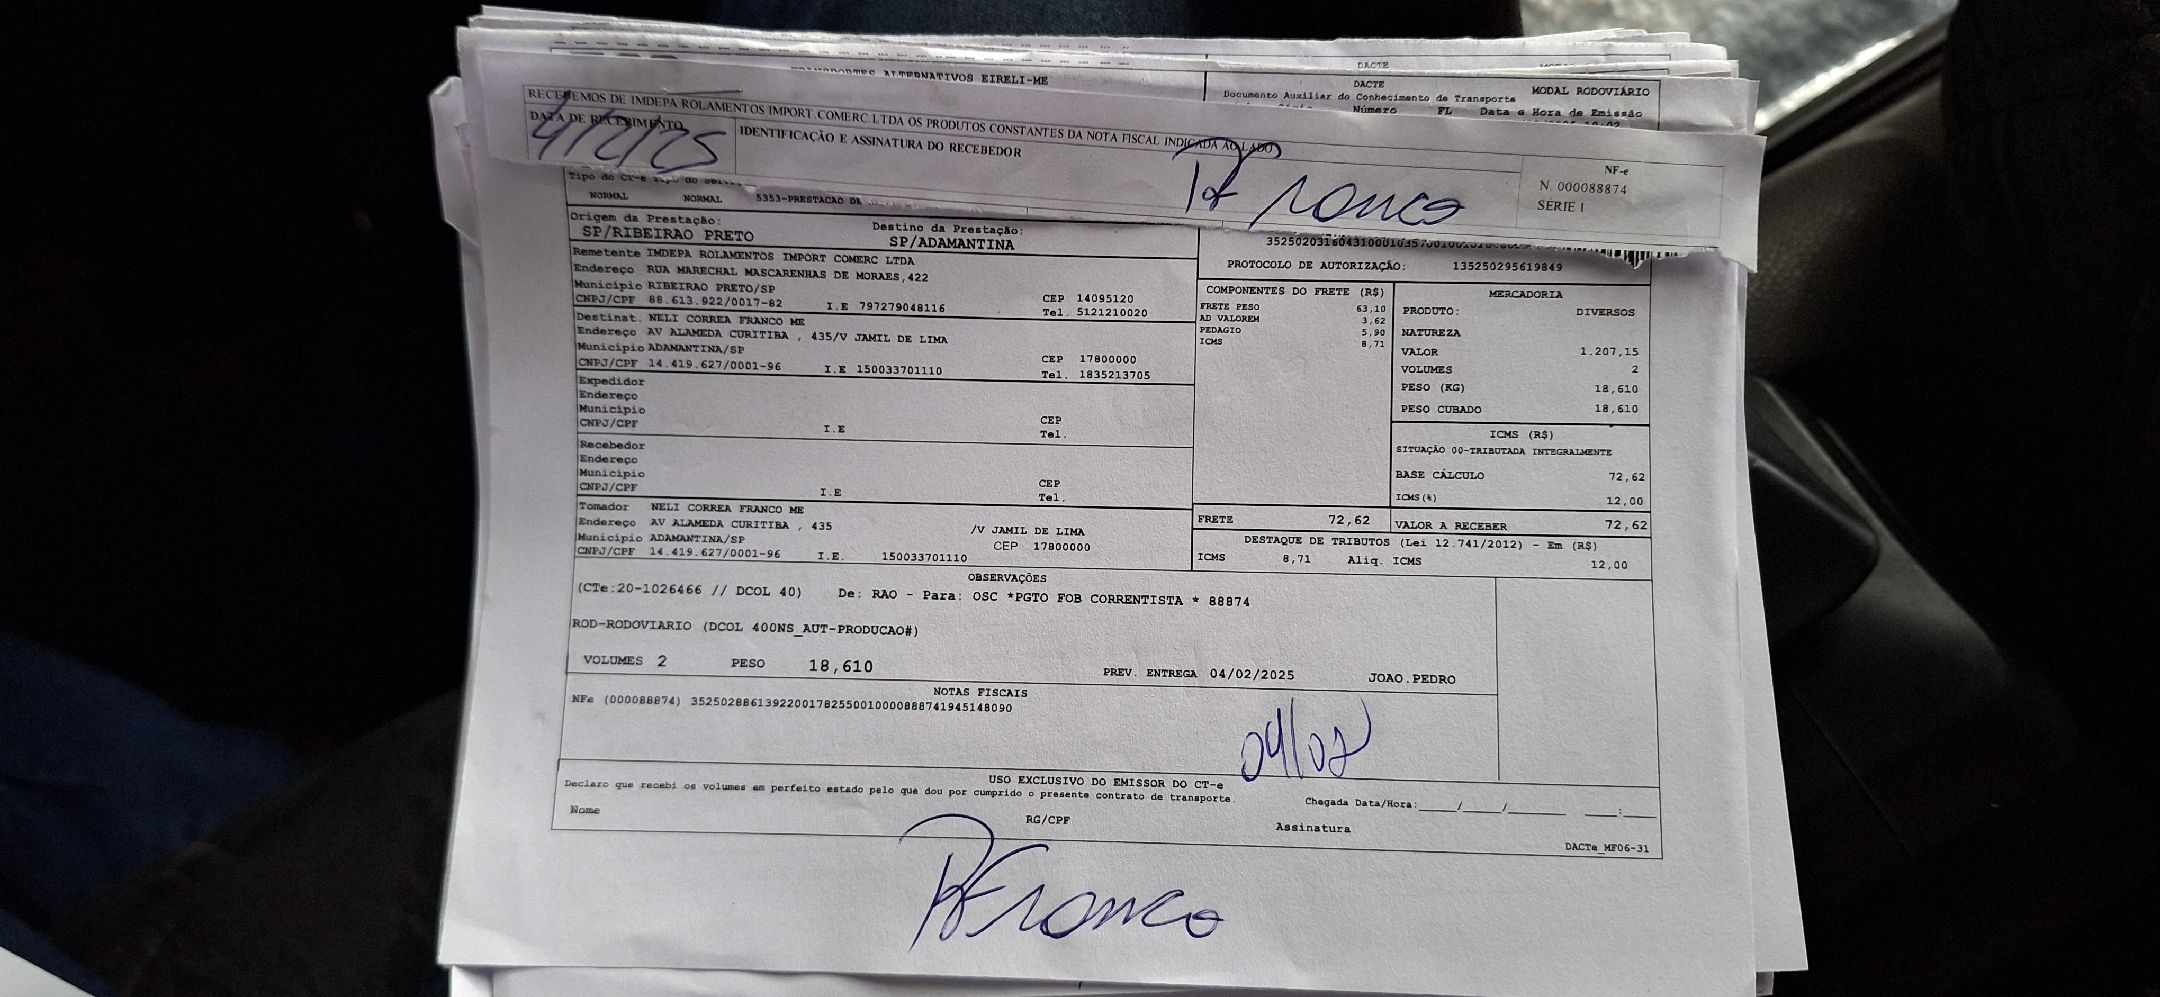 TRANSPORTES ALTERNATIVOS EIRELI-ME
DACTE
DACTE
MODAL RODOVIÁRIO
Documento Auxiliar do Conhecimento de Transporte
Número FL Data e Hora de Emissão
RECEBEMOS DE IMDEPA ROLAMENTOS IMPORT COMERC LTDA OS PRODUTOS CONSTANTES DA NOTA FISCAL INDICADA AO LADO
DATA DE RECEBIMENTO
4/2/25
IDENTIFICAÇÃO E ASSINATURA DO RECEBEDOR
Franco
NF-e
N. 000088874
SÉRIE 1
Tipo do CT-e
NORMAL NORMAL 5353-PRESTACAO DE
Origem da Prestação:
SP/RIBEIRAO PRETO
Destino da Prestação:
SP/ADAMANTINA
Remetente IMDEPA ROLAMENTOS IMPORT COMERC LTDA
Endereço RUA MARECHAL MASCARENHAS DE MORAES,422
Município RIBEIRAO PRETO/SP CEP 14095120
CNPJ/CPF 88.613.922/0017-82 I.E 797279048116 Tel. 5121210020
Destinat. NELI CORREA FRANCO ME
Endereço AV ALAMEDA CURITIBA , 435/V JAMIL DE LIMA
Município ADAMANTINA/SP CEP 17800000
CNPJ/CPF 14.419.627/0001-96 I.E 150033701110 Tel. 1835213705
Expedidor
Endereço
Município CEP
CNPJ/CPF I.E Tel.
Recebedor
Endereço
Município CEP
CNPJ/CPF I.E Tel.
Tomador NELI CORREA FRANCO ME
Endereço AV ALAMEDA CURITIBA , 435 /V JAMIL DE LIMA
Município ADAMANTINA/SP CEP 17800000
CNPJ/CPF 14.419.627/0001-96 I.E. 150033701110
PROTOCOLO DE AUTORIZAÇÃO: 135250295619849
COMPONENTES DO FRETE (R$)
FRETE PESO 63,10
AD VALOREM 3,62
PEDAGIO 5,90
ICMS 8,71
FRETE 72,62
MERCADORIA
PRODUTO: DIVERSOS
NATUREZA
VALOR 1.207,15
VOLUMES 2
PESO (KG) 18,610
PESO CUBADO 18,610
ICMS (R$)
SITUAÇÃO 00-TRIBUTADA INTEGRALMENTE
BASE CÁLCULO 72,62
ICMS(%) 12,00
VALOR A RECEBER 72,62
DESTAQUE DE TRIBUTOS (Lei 12.741/2012) - Em (R$)
ICMS 8,71 Aliq. ICMS 12,00
OBSERVAÇÕES
(CTe:20-1026466 // DCOL 40) De: RAO - Para: OSC *PGTO FOB CORRENTISTA * 88874
ROD-RODOVIARIO (DCOL 400NS_AUT-PRODUCAO#)
VOLUMES 2 PESO 18,610 PREV. ENTREGA 04/02/2025 JOAO.PEDRO
NOTAS FISCAIS
NFe (000088874) 35250288613922001782550010000888741945148090
04/02
USO EXCLUSIVO DO EMISSOR DO CT-e
Declaro que recebi os volumes em perfeito estado pelo que dou por cumprido o presente contrato de transporte.
Chegada Data/Hora:_____/_____/_______ ____:____
Nome RG/CPF Assinatura
DACTe_MF06-31
Franco